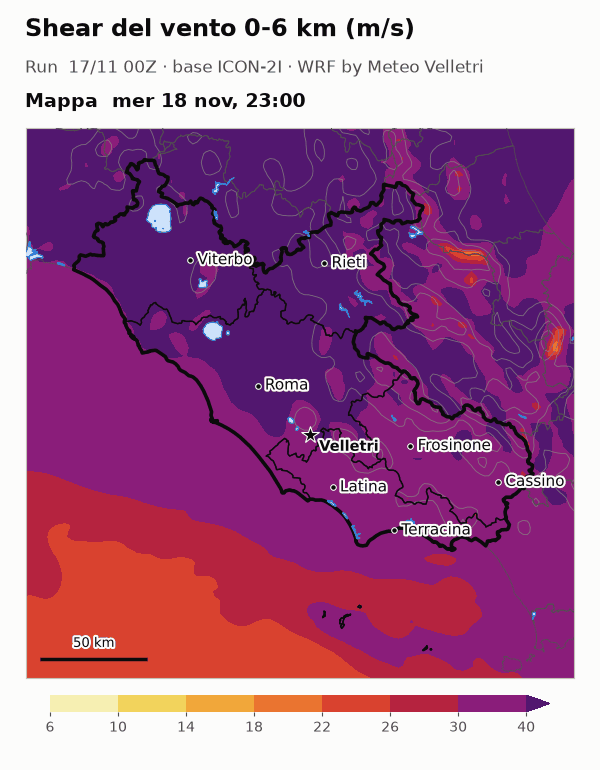 Shear del vento 0-6 km (m/s)
Run  17/11 00Z · base ICON-2I · WRF by Meteo Velletri
Mappa  mer 18 nov, 23:00
Viterbo
Rieti
Roma
Velletri
Frosinone
Latina
Cassino
Terracina
50 km
6 10 14 18 22 26 30 40